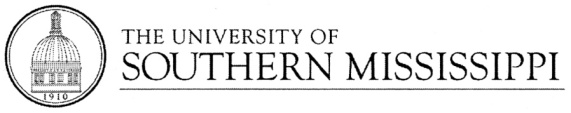 THE UNIVERSITY OF
SOUTHERN MISSISSIPPI
1910